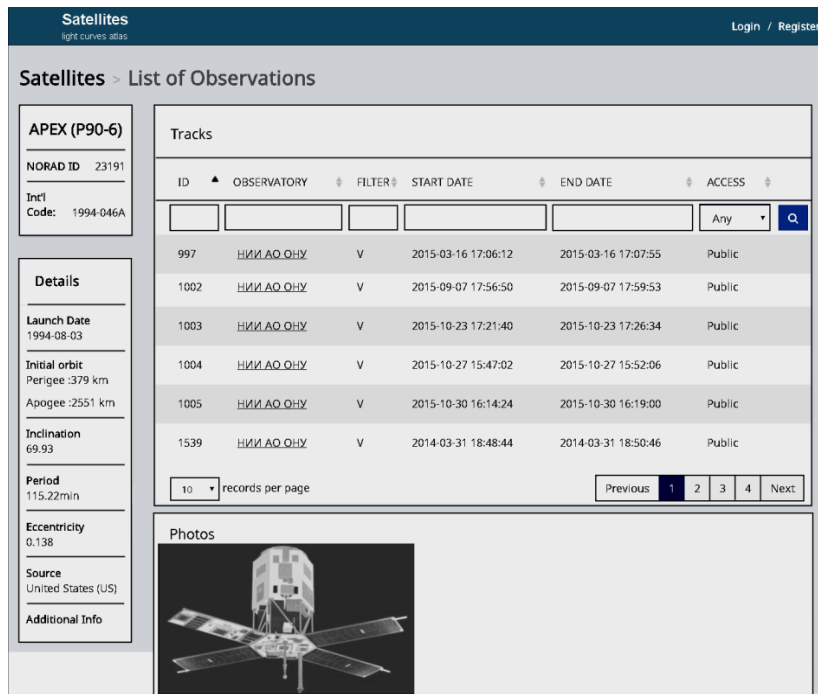 Satellites
light curves atlas
Login / Register
Satellites > List of Observations
APEX (P90-6)
NORAD ID 23191
Int'l
Code: 1994-046A
Details
Launch Date
1994-08-03
Initial orbit
Perigee :379 km
Apogee :2551 km
Inclination
69.93
Period
115.22min
Eccentricity
0.138
Source
United States (US)
Additional Info
Tracks
ID OBSERVATORY FILTER START DATE END DATE ACCESS
Any
997 НИИ АО ОНУ V 2015-03-16 17:06:12 2015-03-16 17:07:55 Public
1002 НИИ АО ОНУ V 2015-09-07 17:56:50 2015-09-07 17:59:53 Public
1003 НИИ АО ОНУ V 2015-10-23 17:21:40 2015-10-23 17:26:34 Public
1004 НИИ АО ОНУ V 2015-10-27 15:47:02 2015-10-27 15:52:06 Public
1005 НИИ АО ОНУ V 2015-10-30 16:14:24 2015-10-30 16:19:00 Public
1539 НИИ АО ОНУ V 2014-03-31 18:48:44 2014-03-31 18:50:46 Public
10 records per page
Previous 1 2 3 4 Next
Photos